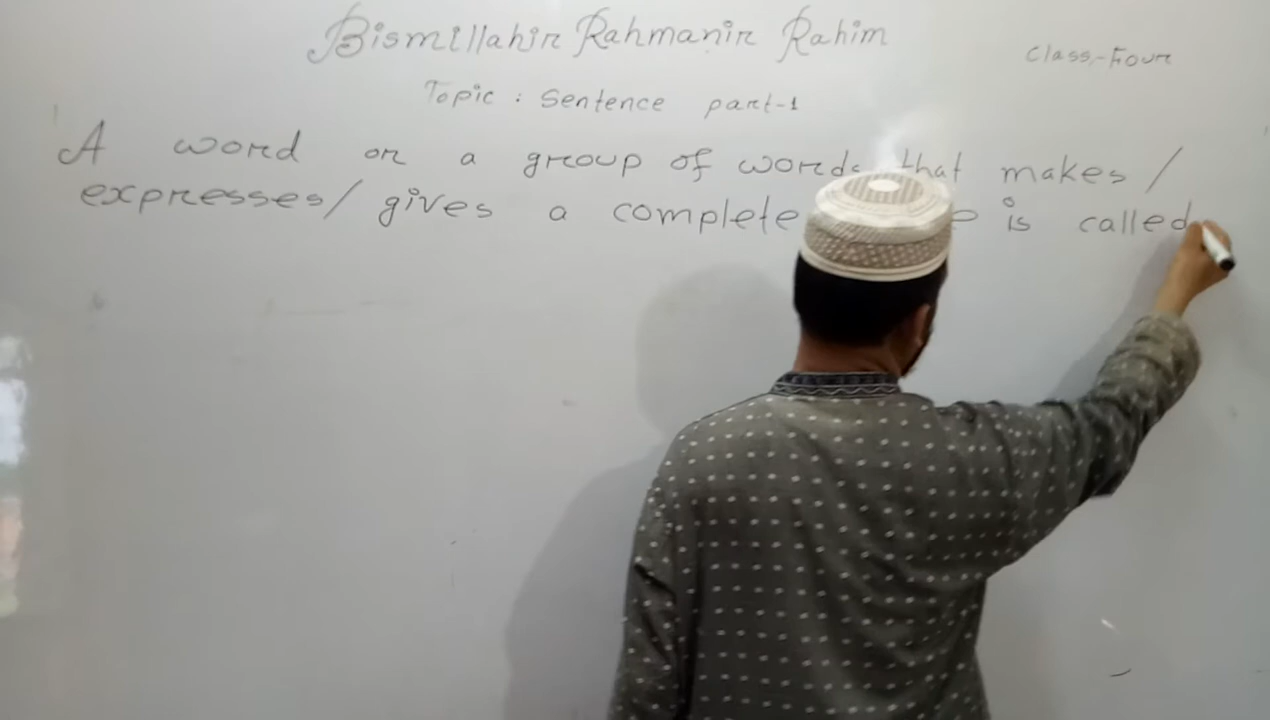 Bismillahir Rahmanir Rahim
Class-Four
Topic : Sentence part-1
A word or a group of words that makes /
expresses/ gives a complete is called